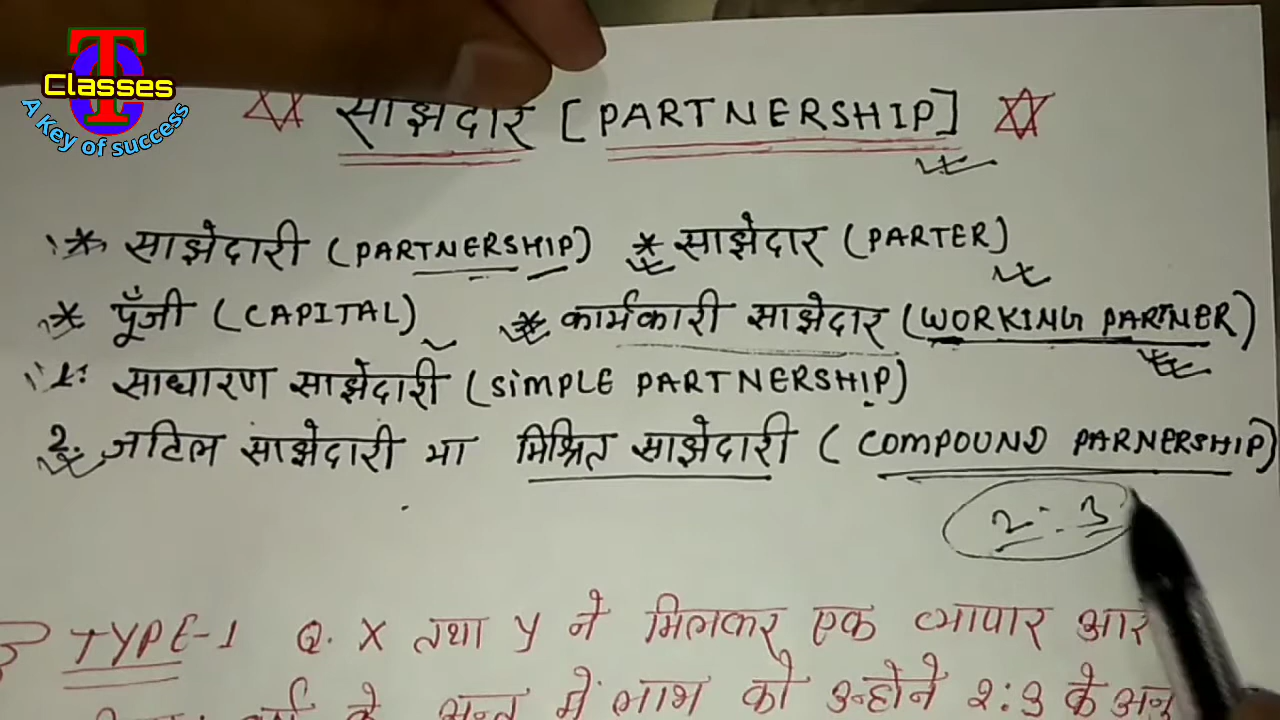 T
Classes
A Key of success
साझेदार [PARTNERSHIP]
* साझेदारी (PARTNERSHIP) * साझेदार (PARTER)
* पूँजी (CAPITAL) * कार्मकारी साझेदार (WORKING PARTNER)
1. साधारण साझेदारी (SimPLE PARTNERSHIP)
2. जटिल साझेदारी या मिश्रित साझेदारी (COMPOUND PARNERSHIP)
2:3
TYPE-1 Q. X तथा y ने मिलकर एक व्यापार आर
के अन्त में लाभ को उन्होने 2:3 के अनु